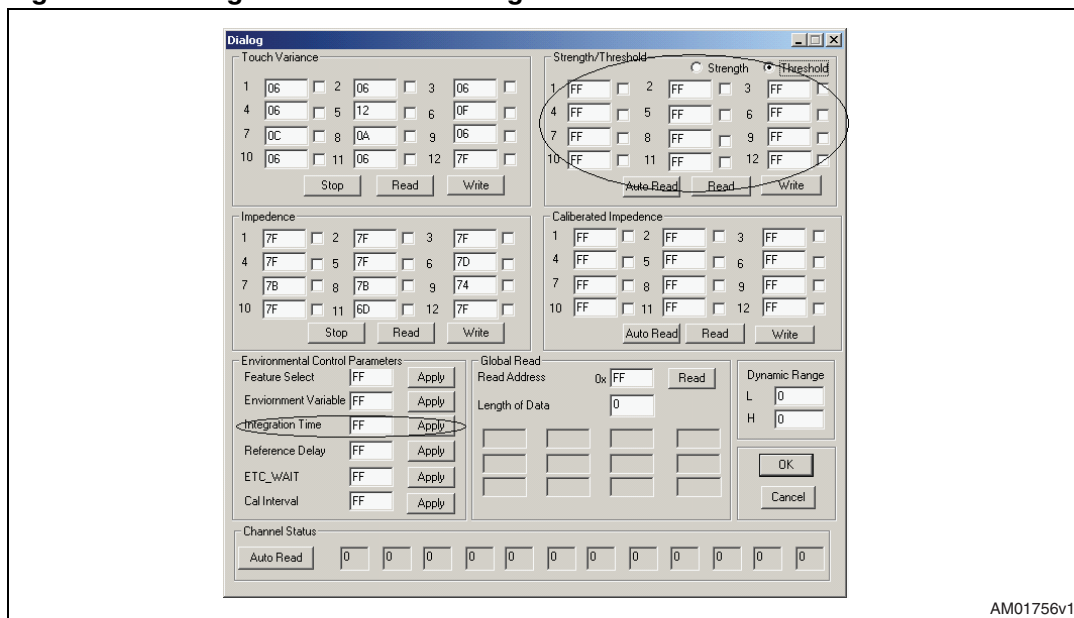 Dialog
Touch Variance
1 06 2 06 3 06
4 06 5 12 6 0F
7 0C 8 0A 9 06
10 06 11 06 12 7F
Stop Read Write
Strength/Threshold Strength Threshold
1 FF 2 FF 3 FF
4 FF 5 FF 6 FF
7 FF 8 FF 9 FF
10 FF 11 FF 12 FF
Auto Read Read Write
Impedence
1 7F 2 7F 3 7F
4 7F 5 7F 6 7D
7 7B 8 7B 9 74
10 7F 11 6D 12 7F
Stop Read Write
Caliberated Impedence
1 FF 2 FF 3 FF
4 FF 5 FF 6 FF
7 FF 8 FF 9 FF
10 FF 11 FF 12 FF
Auto Read Read Write
Environmental Control Parameters
Feature Select FF Apply
Enviornment Variable FF Apply
Integration Time FF Apply
Reference Delay FF Apply
ETC_WAIT FF Apply
Cal Interval FF Apply
Global Read
Read Address 0x FF Read
Length of Data 0
Dynamic Range
L 0
H 0
OK
Cancel
Channel Status
Auto Read 0 0 0 0 0 0 0 0 0 0 0 0
AM01756v1